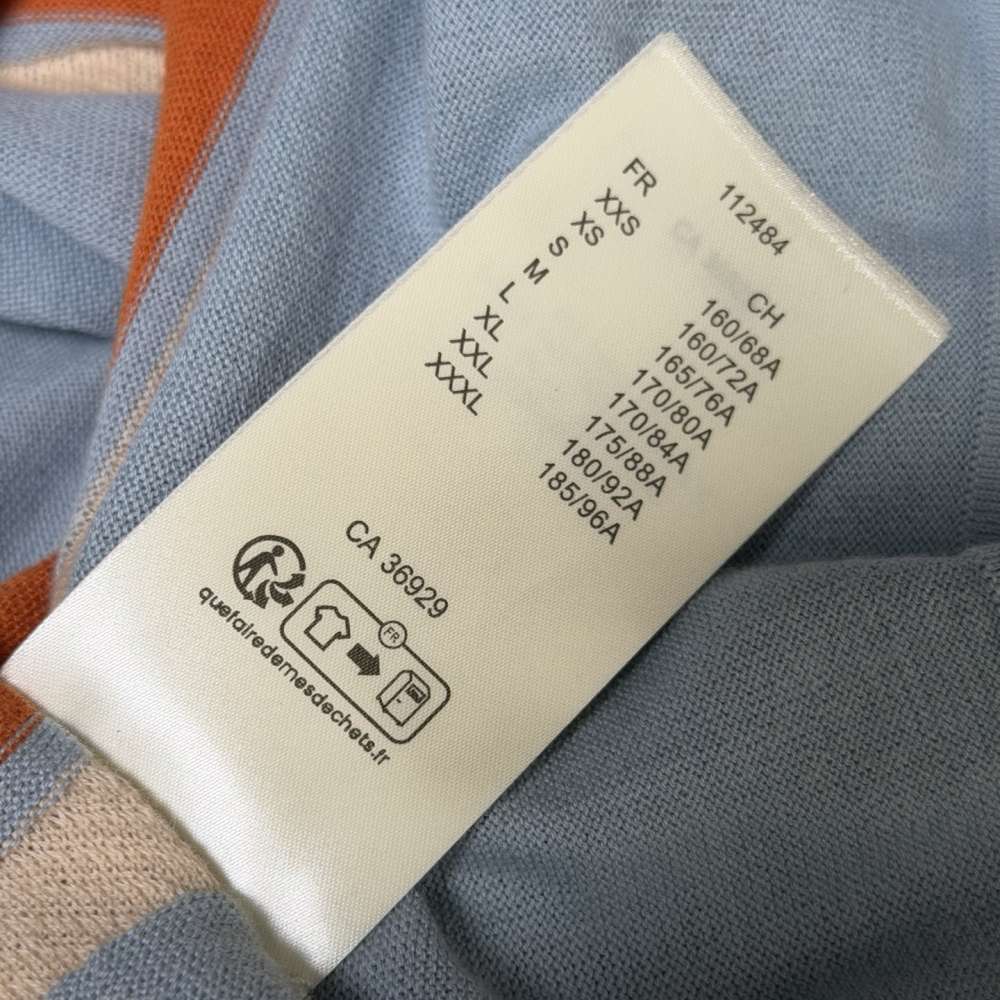 112484
FR CH
XXS 160/68A
XS 160/72A
S 165/76A
M 170/80A
L 170/84A
XL 175/88A
XXL 180/92A
XXXL 185/96A
CA 36929
FR
quefairedemesdechets.fr